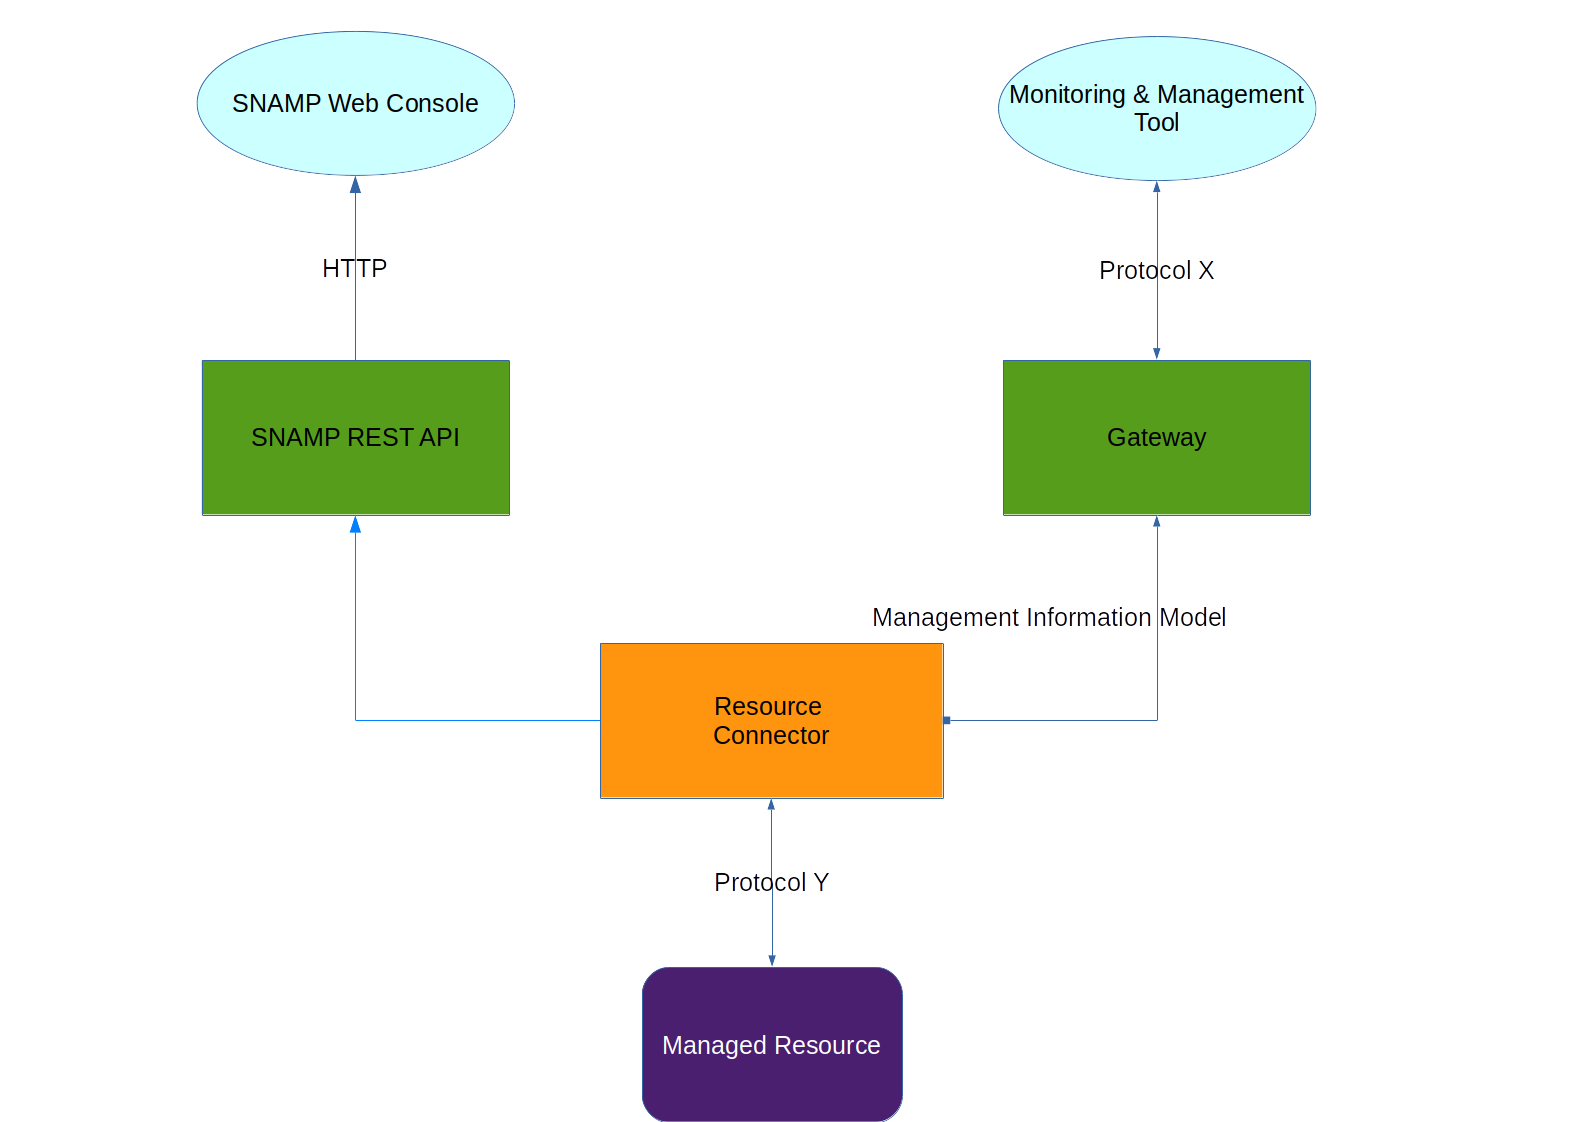 SNAMP Web Console
Monitoring & Management
Tool
HTTP
Protocol X
SNAMP REST API
Gateway
Management Information Model
Resource
Connector
Protocol Y
Managed Resource